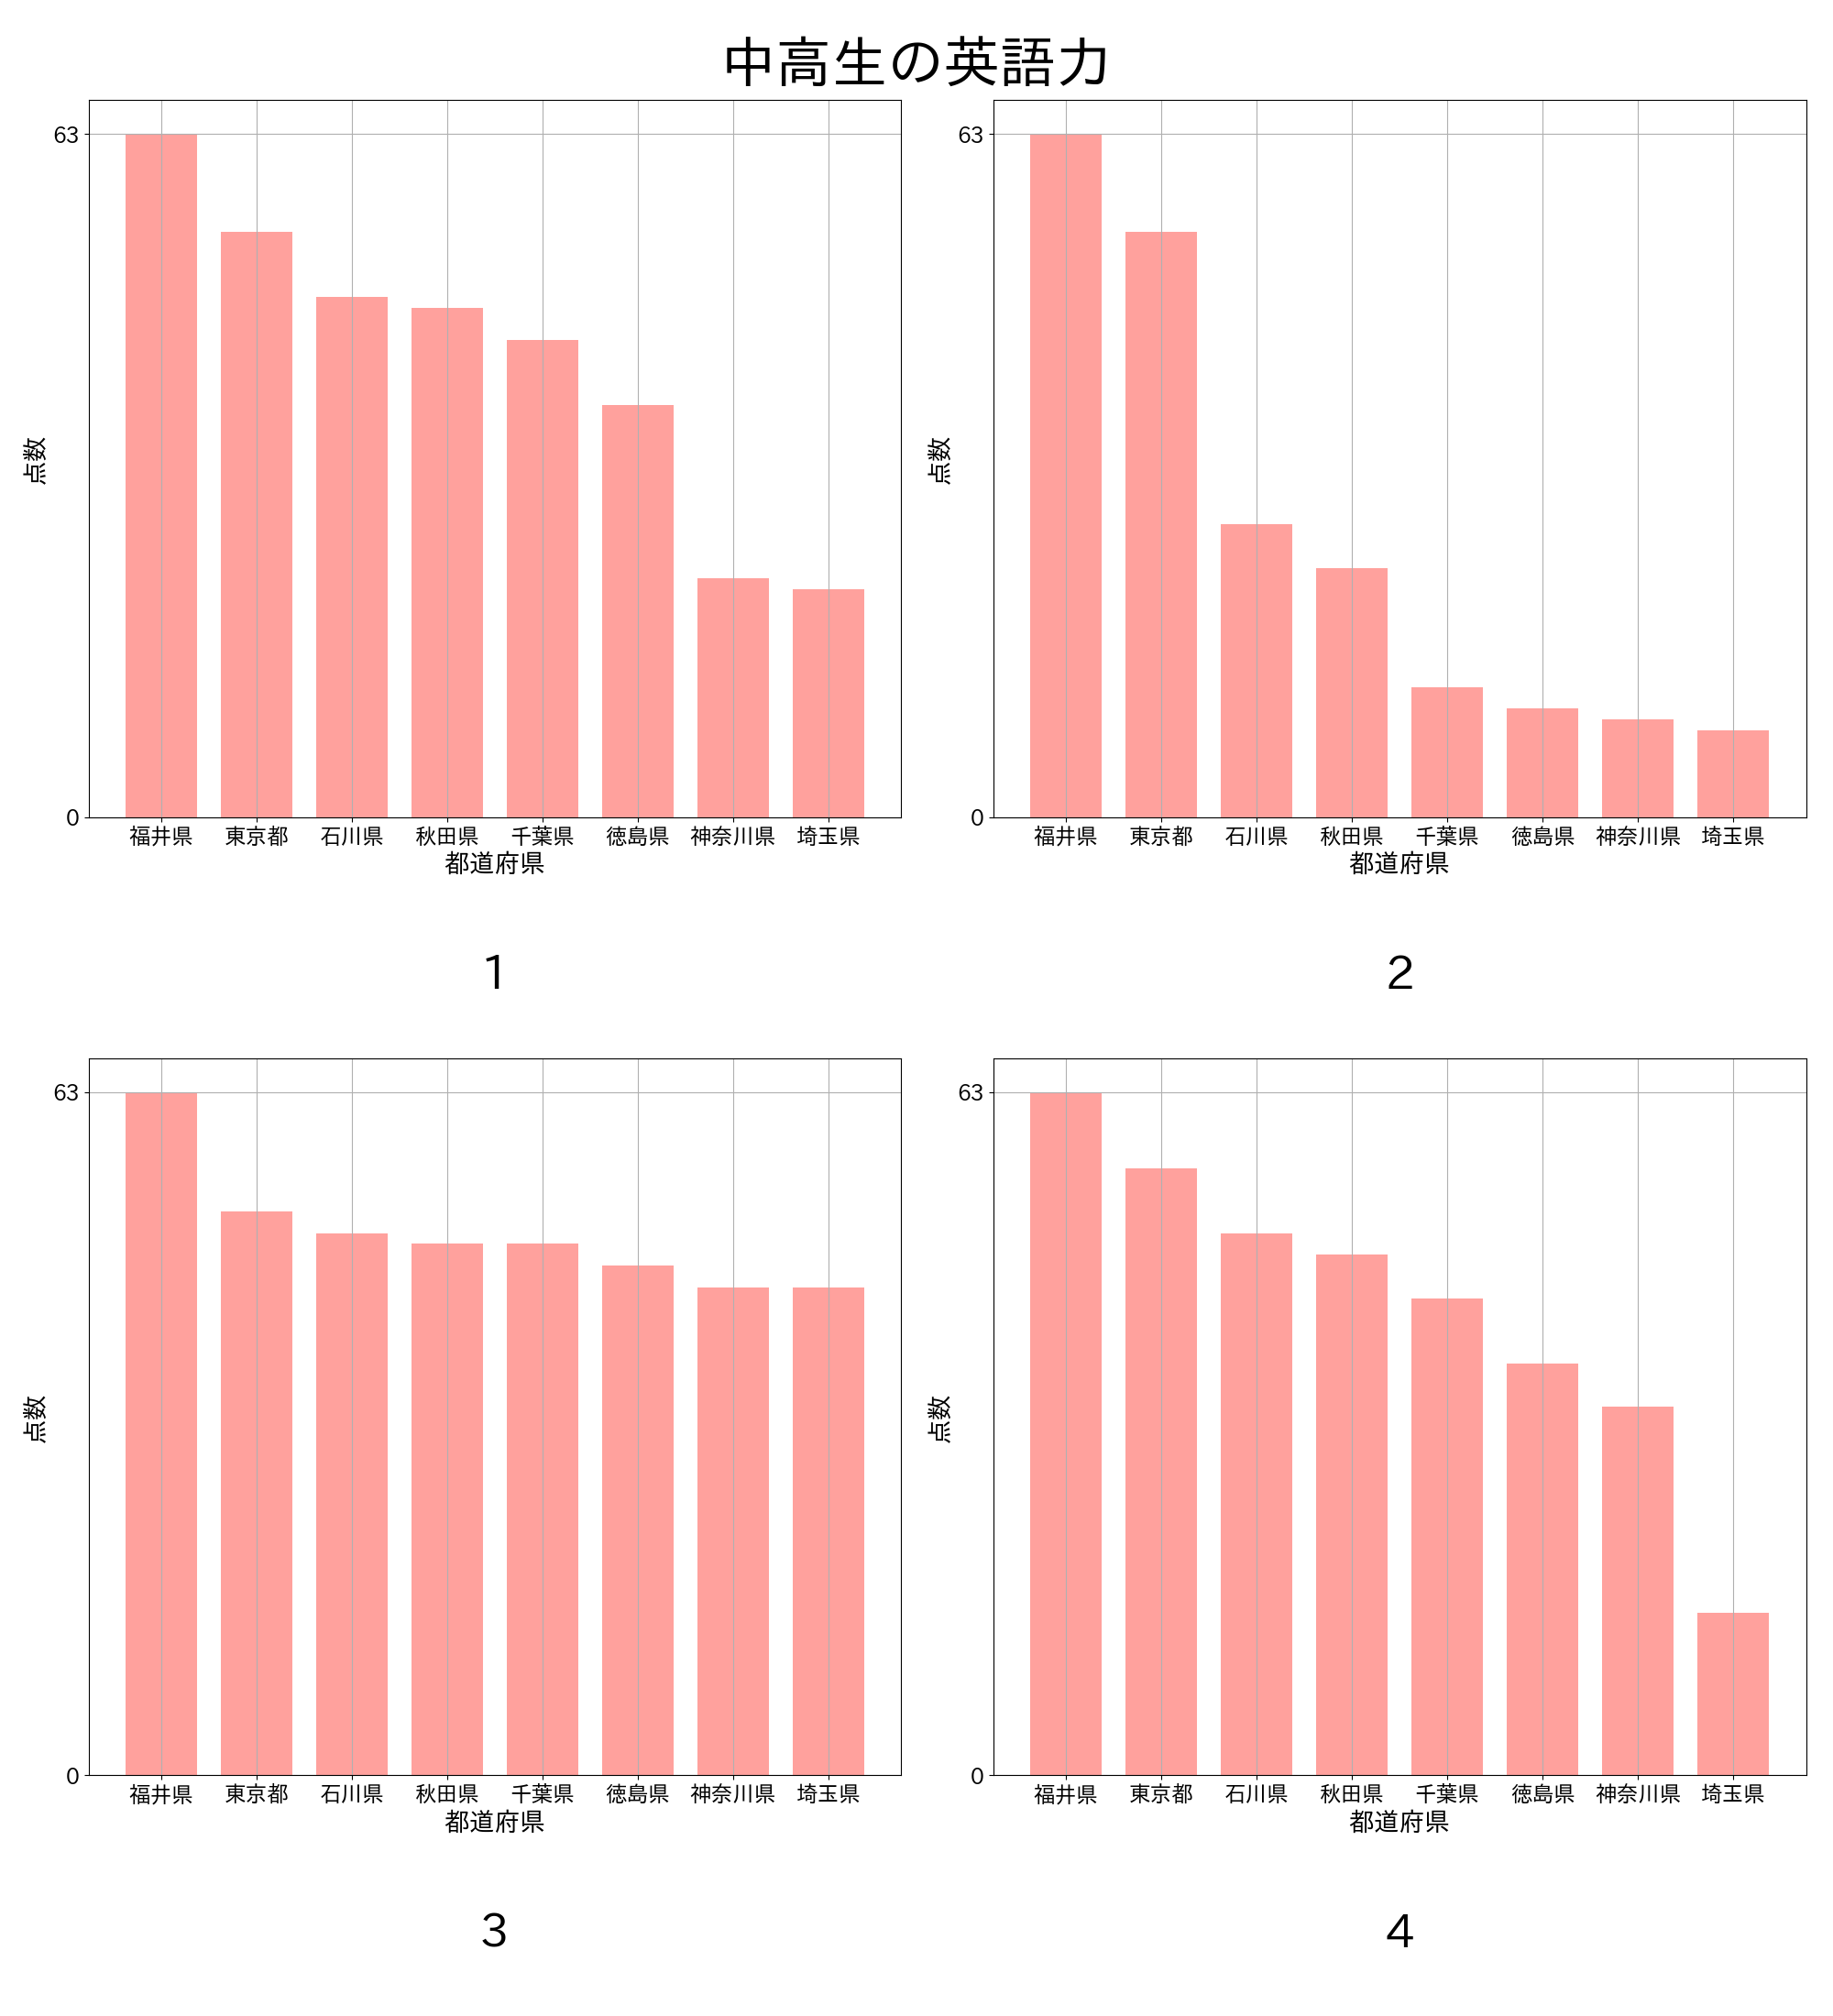 中高生の英語力
63
0
点数
福井県 東京都 石川県 秋田県 千葉県 徳島県 神奈川県 埼玉県
都道府県
1
63
0
点数
福井県 東京都 石川県 秋田県 千葉県 徳島県 神奈川県 埼玉県
都道府県
2
63
0
点数
福井県 東京都 石川県 秋田県 千葉県 徳島県 神奈川県 埼玉県
都道府県
3
63
0
点数
福井県 東京都 石川県 秋田県 千葉県 徳島県 神奈川県 埼玉県
都道府県
4